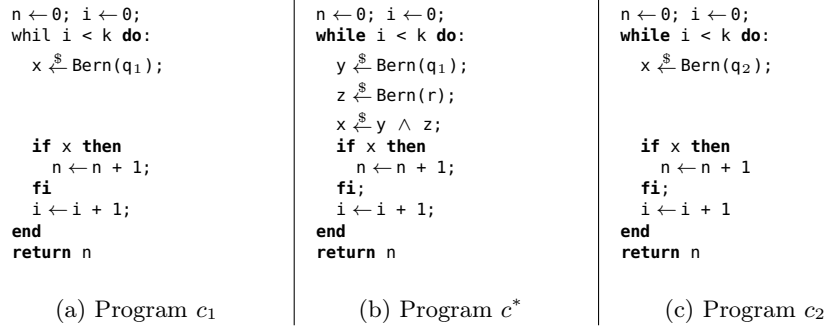 n ← 0; i ← 0;
whil i < k do:
x ←$ Bern(q₁);
if x then
n ← n + 1;
fi
i ← i + 1;
end
return n
(a) Program c₁
n ← 0; i ← 0;
while i < k do:
y ←$ Bern(q₁);
z ←$ Bern(r);
x ←$ y ∧ z;
if x then
n ← n + 1;
fi;
i ← i + 1;
end
return n
(b) Program c*
n ← 0; i ← 0;
while i < k do:
x ←$ Bern(q₂);
if x then
n ← n + 1
fi;
i ← i + 1
end
return n
(c) Program c₂